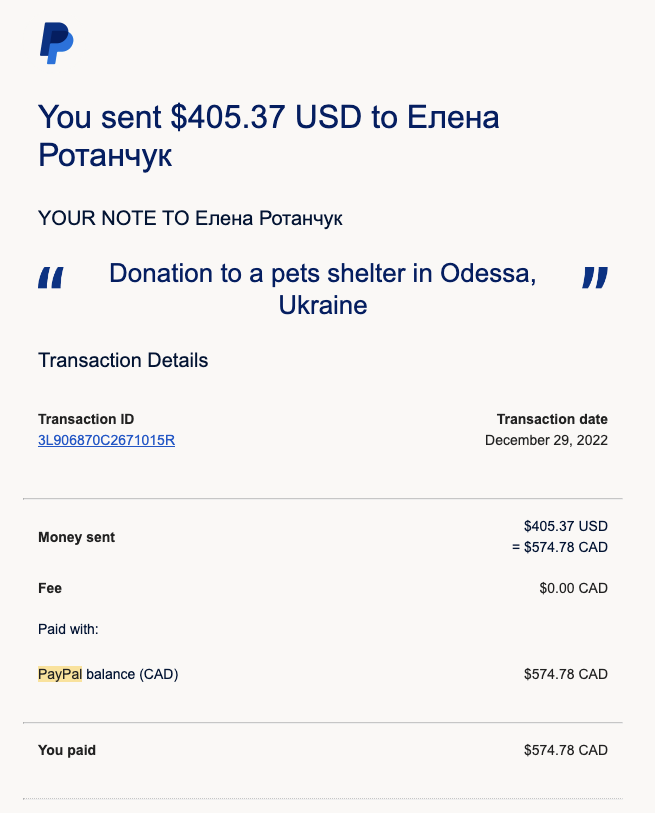 You sent $405.37 USD to Елена
Ротанчук
YOUR NOTE TO Елена Ротанчук
“ Donation to a pets shelter in Odessa, ”
Ukraine
Transaction Details
Transaction ID Transaction date
3L906870C2671015R December 29, 2022
$405.37 USD
Money sent
= $574.78 CAD
Fee $0.00 CAD
Paid with:
PayPal balance (CAD) $574.78 CAD
You paid $574.78 CAD